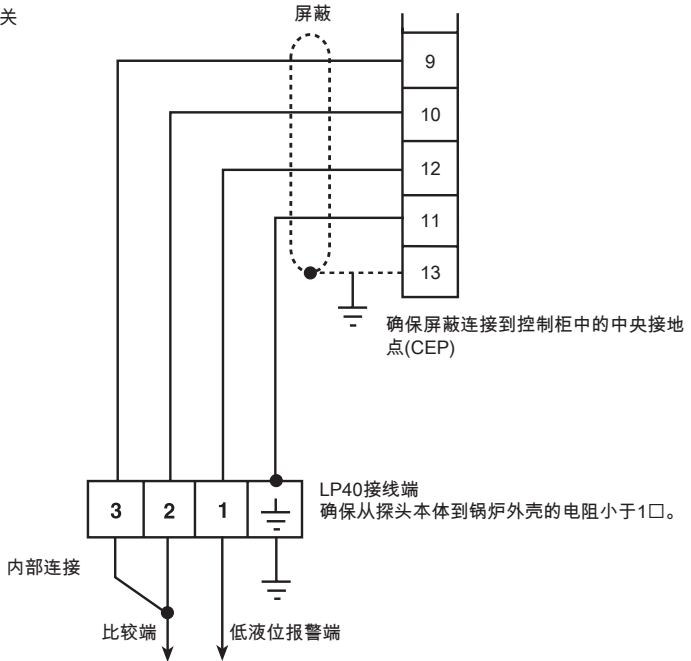 关
屏蔽
9
10
12
11
13
确保屏蔽连接到控制柜中的中央接地
点(CEP)
LP40接线端
确保从探头本体到锅炉外壳的电阻小于1□。
3 2 1
内部连接
比较端
低液位报警端